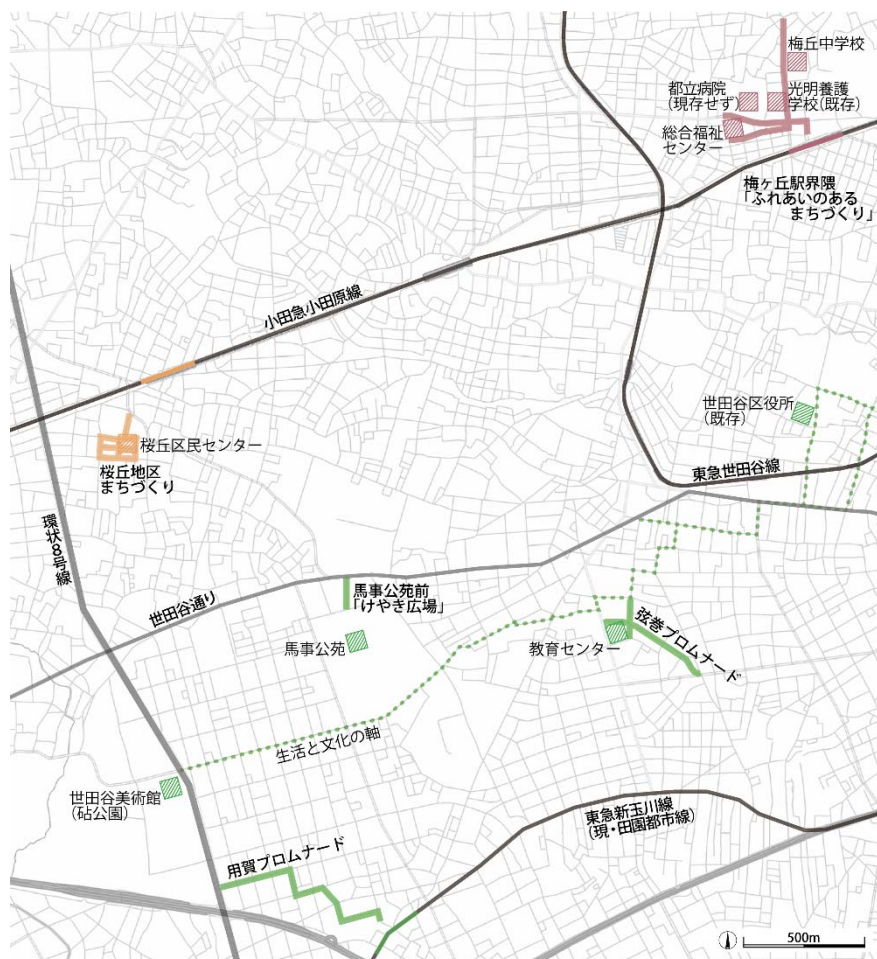 梅丘中学校
都立病院
(現存せず)
光明養護
学校(既存)
総合福祉
センター
梅ヶ丘駅界隈
「ふれあいのある
まちづくり」
小田急小田原線
世田谷区役所
(既存)
桜丘区民センター
桜丘地区
まちづくり
東急世田谷線
環状8号線
世田谷通り
馬事公苑前
「けやき広場」
馬事公苑
教育センター
弦巻プロムナード
生活と文化の軸
世田谷美術館
(砧公園)
東急新玉川線
(現・田園都市線)
用賀プロムナード
500m